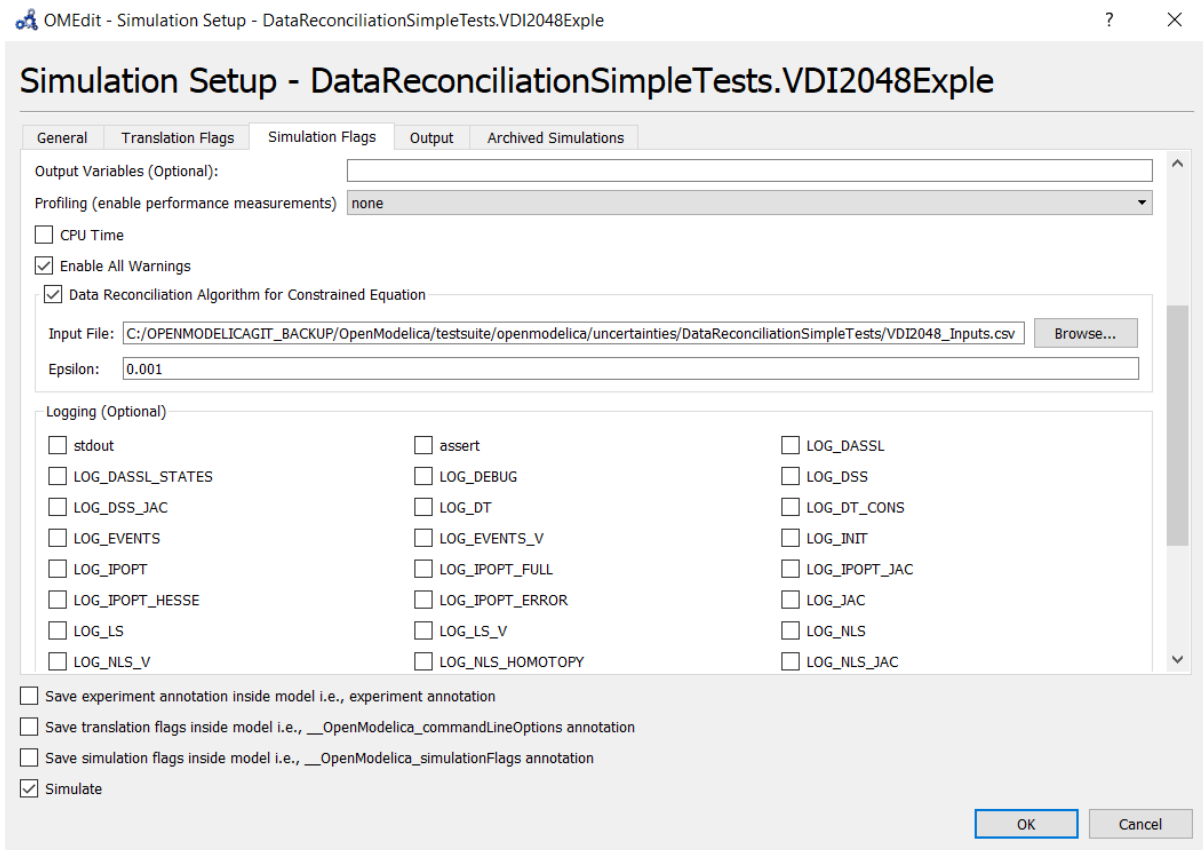 OMEdit - Simulation Setup - DataReconciliationSimpleTests.VDI2048Exple ?
Simulation Setup - DataReconciliationSimpleTests.VDI2048Exple
General Translation Flags Simulation Flags Output Archived Simulations
Output Variables (Optional):
Profiling (enable performance measurements) none
CPU Time
Enable All Warnings
Data Reconciliation Algorithm for Constrained Equation
Input File: C:/OPENMODELICAGIT_BACKUP/OpenModelica/testsuite/openmodelica/uncertainties/DataReconciliationSimpleTests/VDI2048_Inputs.csv Browse...
Epsilon: 0.001
Logging (Optional)
stdout assert LOG_DASSL
LOG_DASSL_STATES LOG_DEBUG LOG_DSS
LOG_DSS_JAC LOG_DT LOG_DT_CONS
LOG_EVENTS LOG_EVENTS_V LOG_INIT
LOG_IPOPT LOG_IPOPT_FULL LOG_IPOPT_JAC
LOG_IPOPT_HESSE LOG_IPOPT_ERROR LOG_JAC
LOG_LS LOG_LS_V LOG_NLS
LOG_NLS_V LOG_NLS_HOMOTOPY LOG_NLS_JAC
Save experiment annotation inside model i.e., experiment annotation
Save translation flags inside model i.e., __OpenModelica_commandLineOptions annotation
Save simulation flags inside model i.e., __OpenModelica_simulationFlags annotation
Simulate
OK Cancel